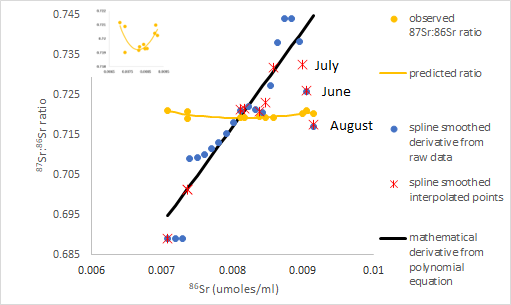 0.745
0.735
0.725
0.715
0.705
0.695
0.685
0.006
0.007
0.008
0.009
0.01
⁸⁷Sr:⁸⁶Sr ratio
⁸⁶Sr (umoles/ml)
July
June
August
observed
87Sr:86Sr ratio
predicted ratio
spline smoothed
derivative from
raw data
spline smoothed
interpolated points
mathematical
derivative from
polynomial
equation